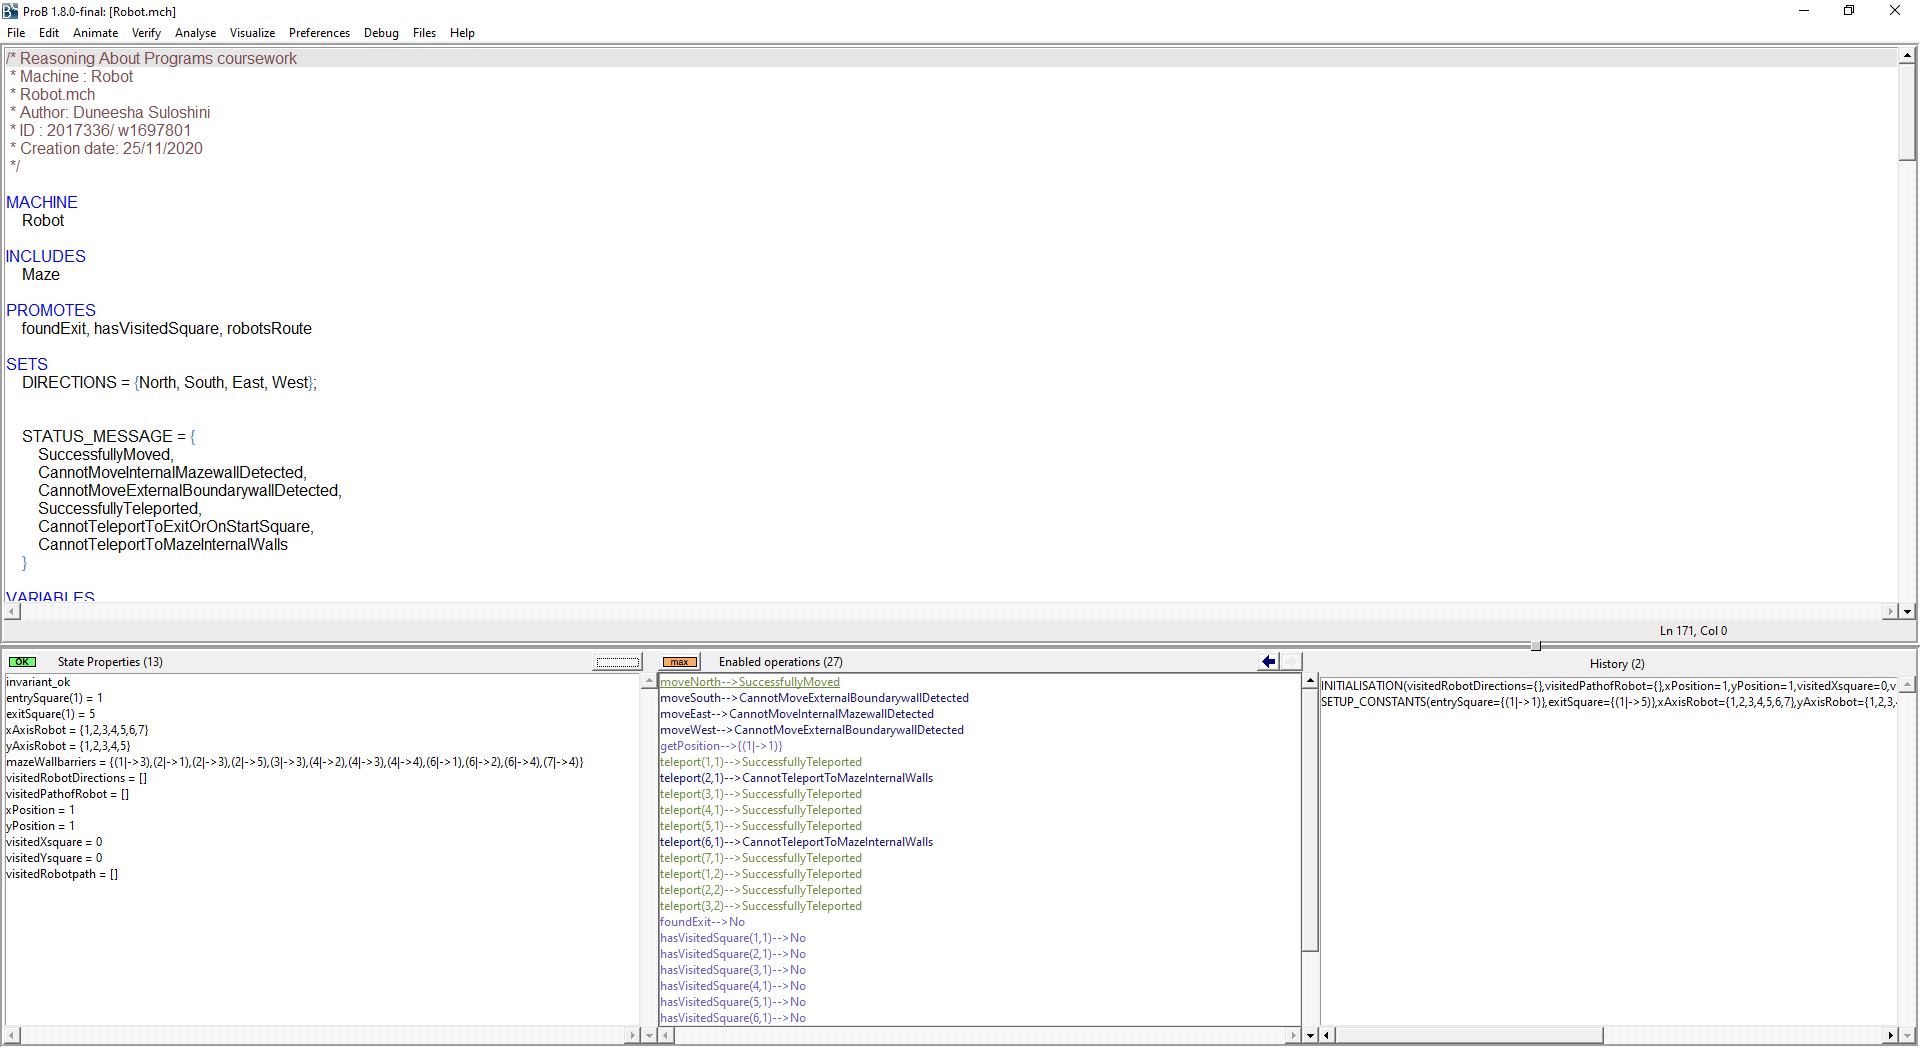 ProB 1.8.0-final: [Robot.mch]
File Edit Animate Verify Analyse Visualize Preferences Debug Files Help
/* Reasoning About Programs coursework
* Machine : Robot
* Robot.mch
* Author: Duneesha Suloshini
* ID : 2017336/ w1697801
* Creation date: 25/11/2020
*/
MACHINE
Robot
INCLUDES
Maze
PROMOTES
foundExit, hasVisitedSquare, robotsRoute
SETS
DIRECTIONS = {North, South, East, West};
STATUS_MESSAGE = {
SuccessfullyMoved,
CannotMoveInternalMazewallDetected,
CannotMoveExternalBoundarywallDetected,
SuccessfullyTeleported,
CannotTeleportToExitOrOnStartSquare,
CannotTeleportToMazeInternalWalls
}
VARIABLES
Ln 171, Col 0
OK State Properties (13)
invariant_ok
entrySquare(1) = 1
exitSquare(1) = 5
xAxisRobot = {1,2,3,4,5,6,7}
yAxisRobot = {1,2,3,4,5}
mazeWallbarriers = {(1|->3),(2|->1),(2|->3),(2|->5),(3|->3),(4|->2),(4|->3),(4|->4),(6|->1),(6|->2),(6|->4),(7|->4)}
visitedRobotDirections = []
visitedPathofRobot = []
xPosition = 1
yPosition = 1
visitedXsquare = 0
visitedYsquare = 0
visitedRobotpath = []
max Enabled operations (27)
moveNorth-->SuccessfullyMoved
moveSouth-->CannotMoveExternalBoundarywallDetected
moveEast-->CannotMoveInternalMazewallDetected
moveWest-->CannotMoveExternalBoundarywallDetected
getPosition-->{(1|->1)}
teleport(1,1)-->SuccessfullyTeleported
teleport(2,1)-->CannotTeleportToMazeInternalWalls
teleport(3,1)-->SuccessfullyTeleported
teleport(4,1)-->SuccessfullyTeleported
teleport(5,1)-->SuccessfullyTeleported
teleport(6,1)-->CannotTeleportToMazeInternalWalls
teleport(7,1)-->SuccessfullyTeleported
teleport(1,2)-->SuccessfullyTeleported
teleport(2,2)-->SuccessfullyTeleported
teleport(3,2)-->SuccessfullyTeleported
foundExit-->No
hasVisitedSquare(1,1)-->No
hasVisitedSquare(2,1)-->No
hasVisitedSquare(3,1)-->No
hasVisitedSquare(4,1)-->No
hasVisitedSquare(5,1)-->No
hasVisitedSquare(6,1)-->No
History (2)
INITIALISATION(visitedRobotDirections={},visitedPathofRobot={},xPosition=1,yPosition=1,visitedXsquare=0,v
SETUP_CONSTANTS(entrySquare={(1|->1)},exitSquare={(1|->5)},xAxisRobot={1,2,3,4,5,6,7},yAxisRobot={1,2,3,4